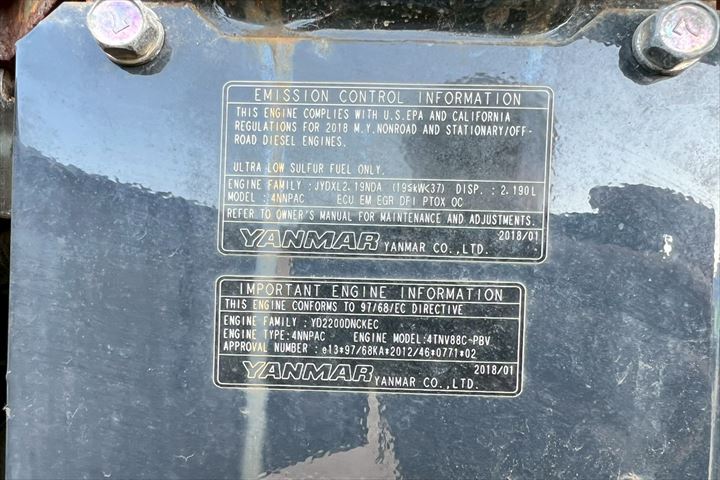 EMISSION CONTROL INFORMATION
THIS ENGINE COMPLIES WITH U.S.EPA AND CALIFORNIA
REGULATIONS FOR 2018 M.Y.NONROAD AND STATIONARY/OFF-
ROAD DIESEL ENGINES.
ULTRA LOW SULFUR FUEL ONLY.
ENGINE FAMILY : JYDXL2.19NDA (19≤kW<37) DISP. : 2.190L
MODEL : 4NNPAC ECU EM EGR DFI PTOX OC
REFER TO OWNER'S MANUAL FOR MAINTENANCE AND ADJUSTMENTS.
2018/01
YANMAR YANMAR CO.,LTD.
IMPORTANT ENGINE INFORMATION
THIS ENGINE CONFORMS TO 97/68/EC DIRECTIVE
ENGINE FAMILY : YD2200DNCKEC
ENGINE TYPE:4NNPAC ENGINE MODEL:4TNV88C-PBV
APPROVAL NUMBER : e13*97/68KA*2012/46*0771*02
2018/01
YANMAR YANMAR CO.,LTD.